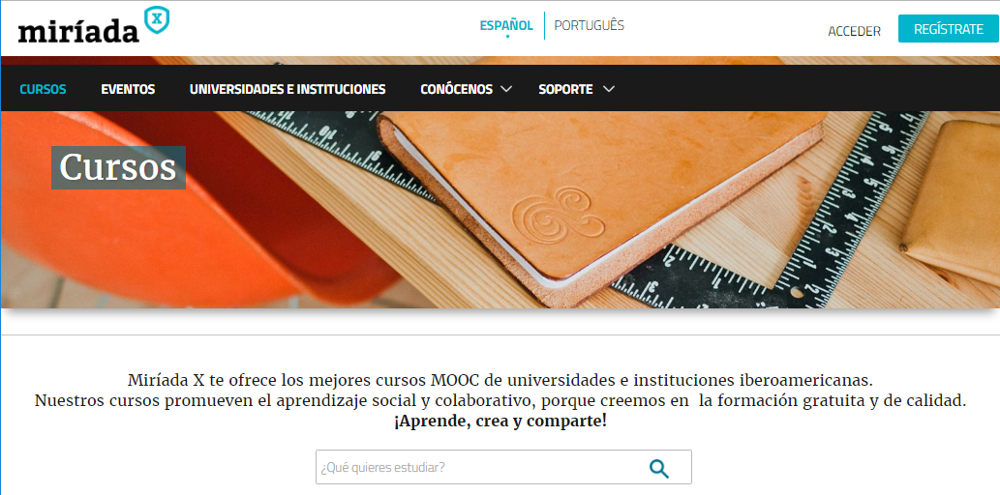 miríada X
ESPAÑOL PORTUGUÊS
ACCEDER REGÍSTRATE
CURSOS EVENTOS UNIVERSIDADES E INSTITUCIONES CONÓCENOS SOPORTE
Cursos
Miríada X te ofrece los mejores cursos MOOC de universidades e instituciones iberoamericanas.
Nuestros cursos promueven el aprendizaje social y colaborativo, porque creemos en la formación gratuita y de calidad.
¡Aprende, crea y comparte!
¿Qué quieres estudiar?